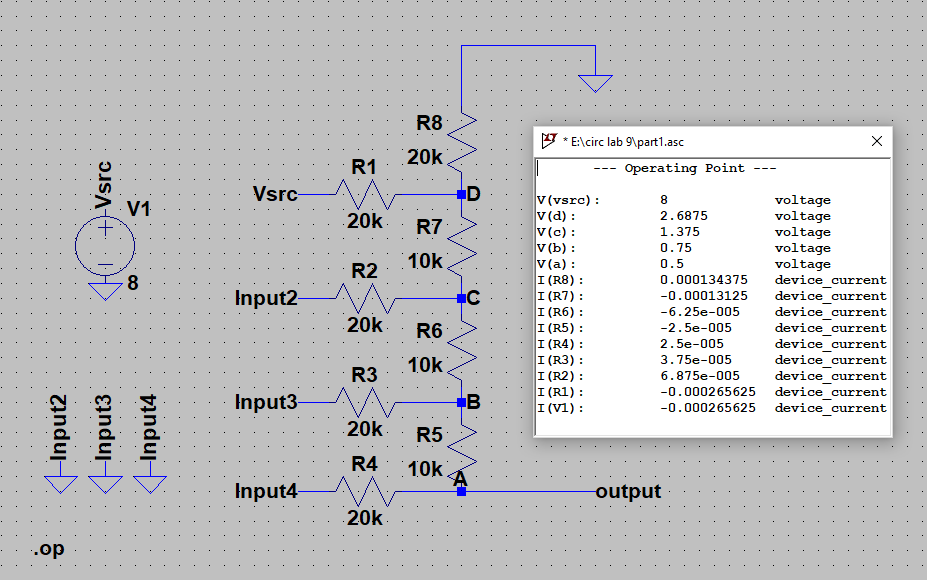 R8
20k
R1
Vsrc
D
20k
Vsrc
V1
8
R7
10k
R2
Input2
C
20k
R6
10k
R3
Input3
B
20k
R5
10k
R4
A
Input4
output
20k
Input2
Input3
Input4
.op
* E:\circ lab 9\part1.asc
--- Operating Point ---
V(vsrc): 8 voltage
V(d): 2.6875 voltage
V(c): 1.375 voltage
V(b): 0.75 voltage
V(a): 0.5 voltage
I(R8): 0.000134375 device_current
I(R7): -0.00013125 device_current
I(R6): -6.25e-005 device_current
I(R5): -2.5e-005 device_current
I(R4): 2.5e-005 device_current
I(R3): 3.75e-005 device_current
I(R2): 6.875e-005 device_current
I(R1): -0.000265625 device_current
I(V1): -0.000265625 device_current